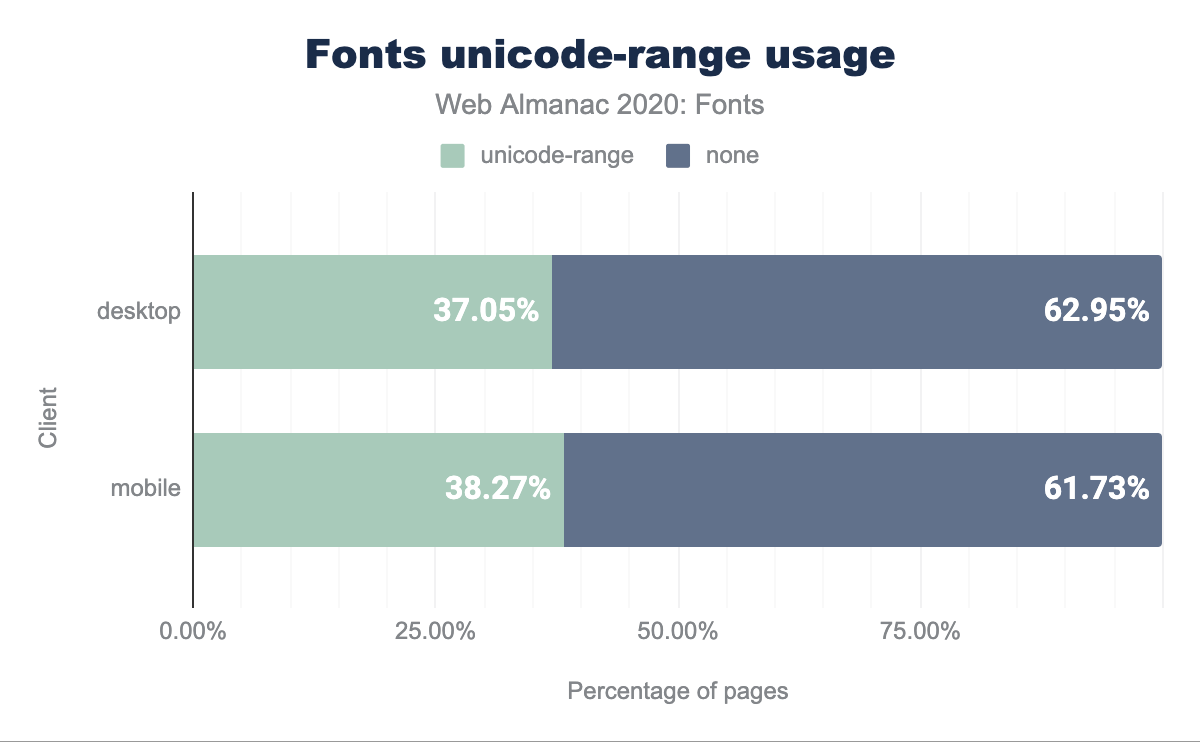 Fonts unicode-range usage
Web Almanac 2020: Fonts
unicode-range none
desktop 37.05% 62.95%
Client
mobile 38.27% 61.73%
0.00% 25.00% 50.00% 75.00%
Percentage of pages